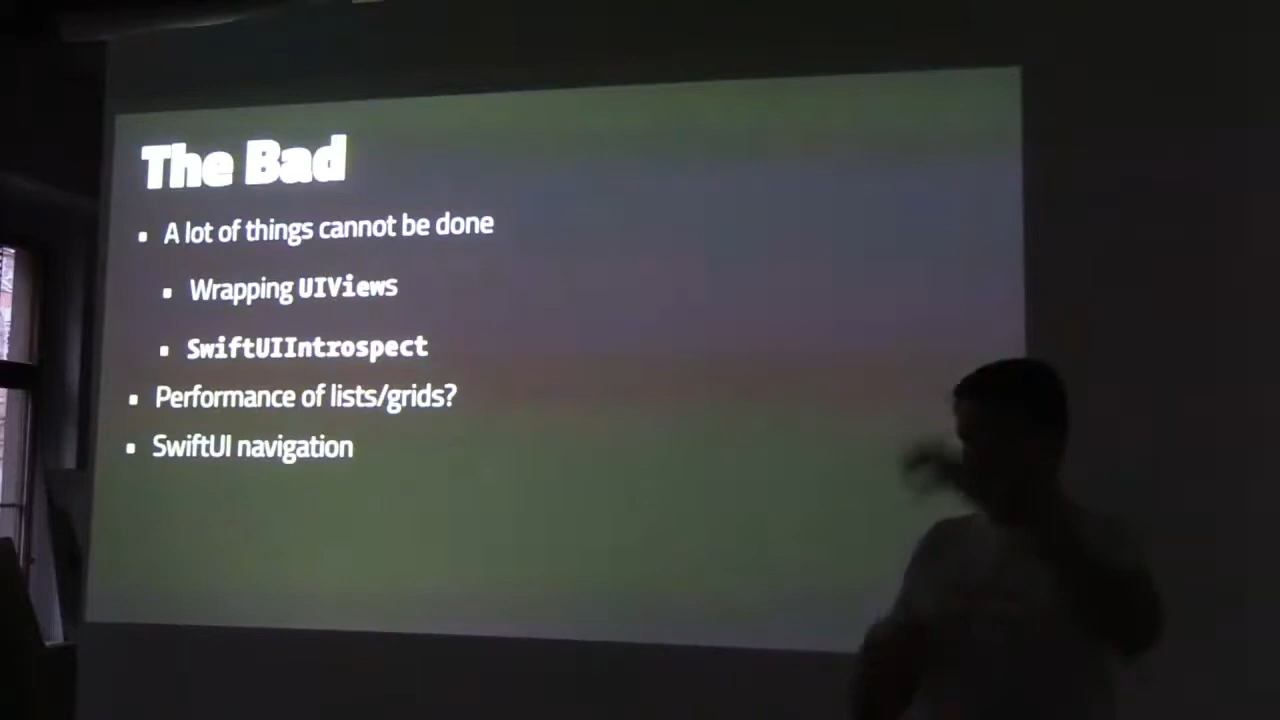 The Bad
A lot of things cannot be done
Wrapping UIViews
SwiftUIIntrospect
Performance of lists/grids?
SwiftUI navigation